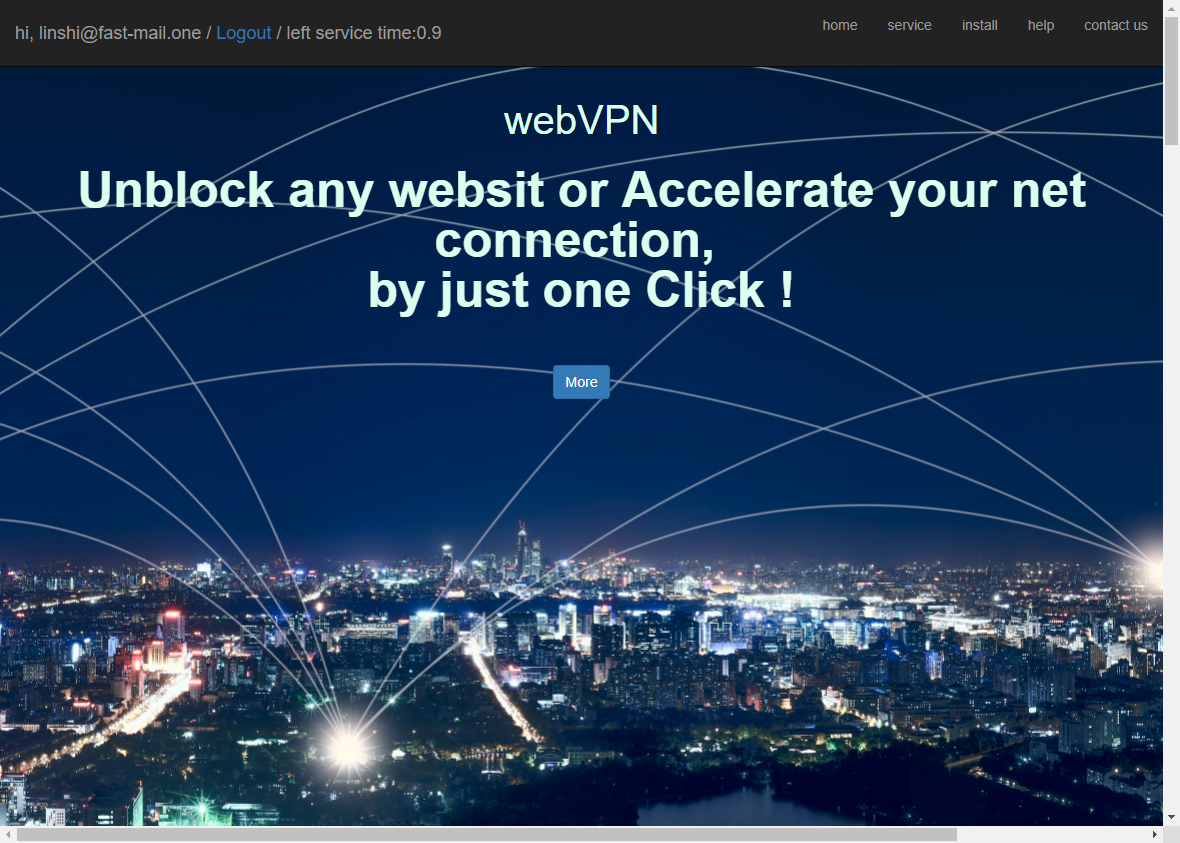 hi, linshi@fast-mail.one / Logout / left service time:0.9
home service install help contact us
webVPN
Unblock any websit or Accelerate your net
connection,
by just one Click !
More